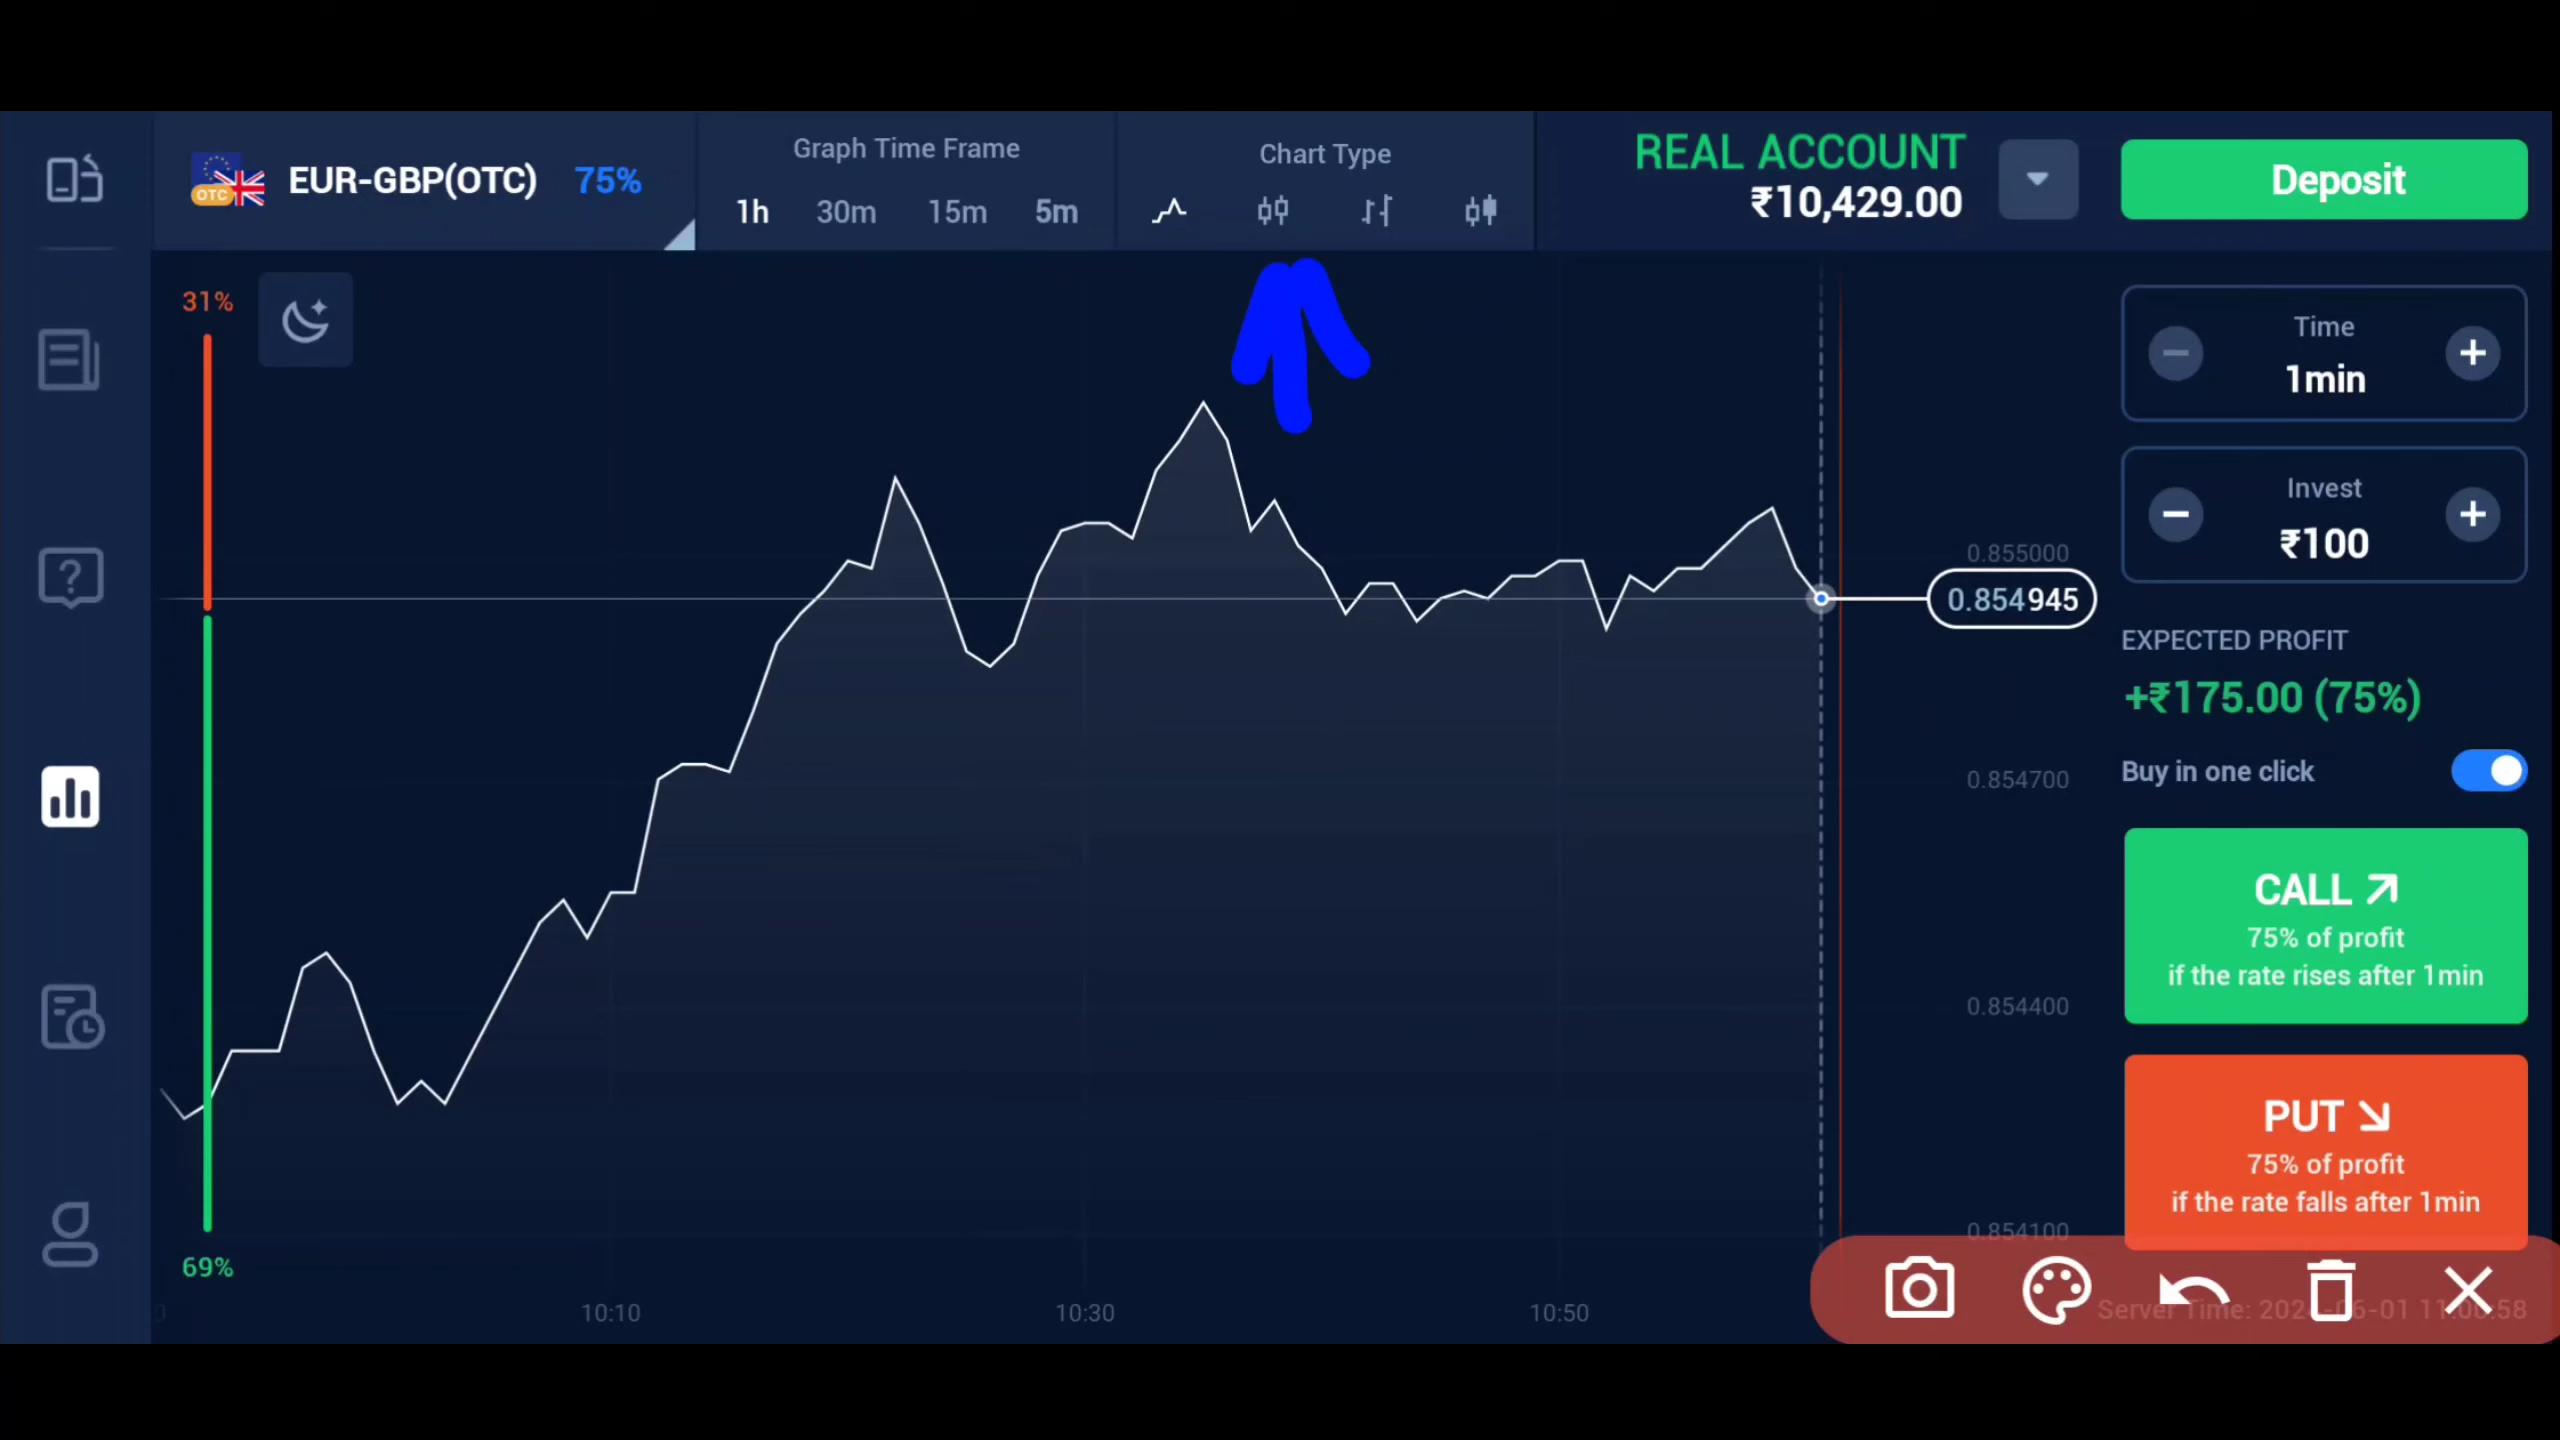 EUR-GBP(OTC) 75%
OTC
Graph Time Frame
1h 30m 15m 5m
Chart Type
REAL ACCOUNT
₹10,429.00
Deposit
31%
69%
Time
1min
Invest
₹100
0.855000
0.854945
EXPECTED PROFIT
+₹175.00 (75%)
Buy in one click
0.854700
CALL
75% of profit
if the rate rises after 1min
0.854400
PUT
75% of profit
if the rate falls after 1min
0.854100
10:10 10:30 10:50
Server Time: